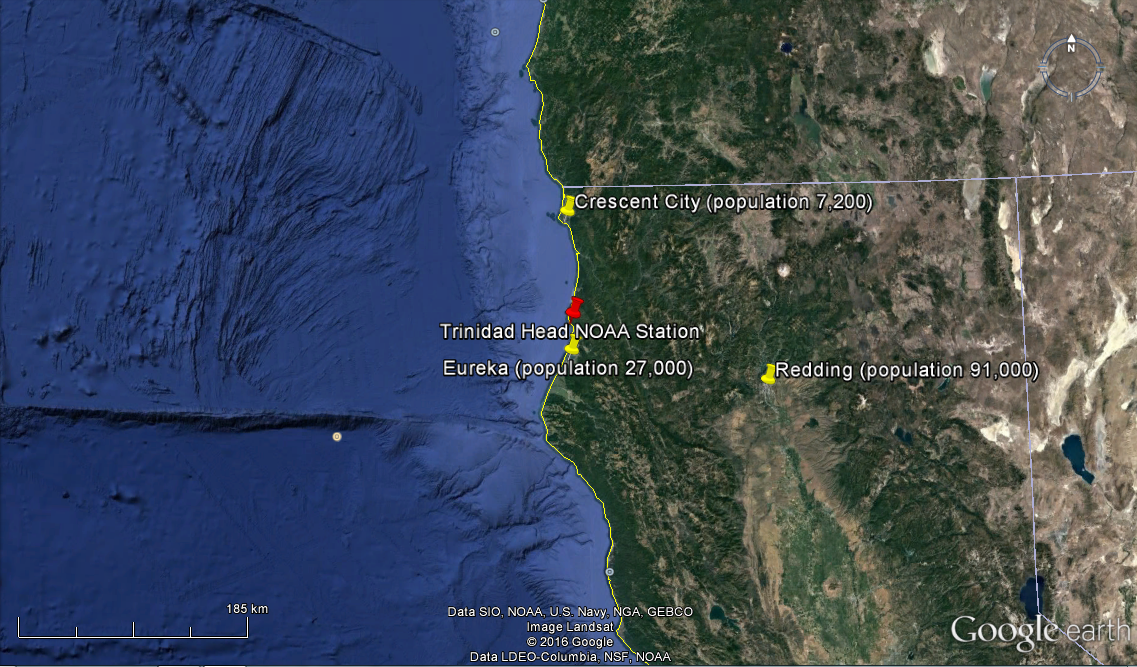 N
Crescent City (population 7,200)
Trinidad Head NOAA Station
Eureka (population 27,000)
Redding (population 91,000)
185 km
Data SIO, NOAA, U.S. Navy, NGA, GEBCO
Image Landsat
© 2016 Google
Data LDEO-Columbia, NSF, NOAA
Google earth